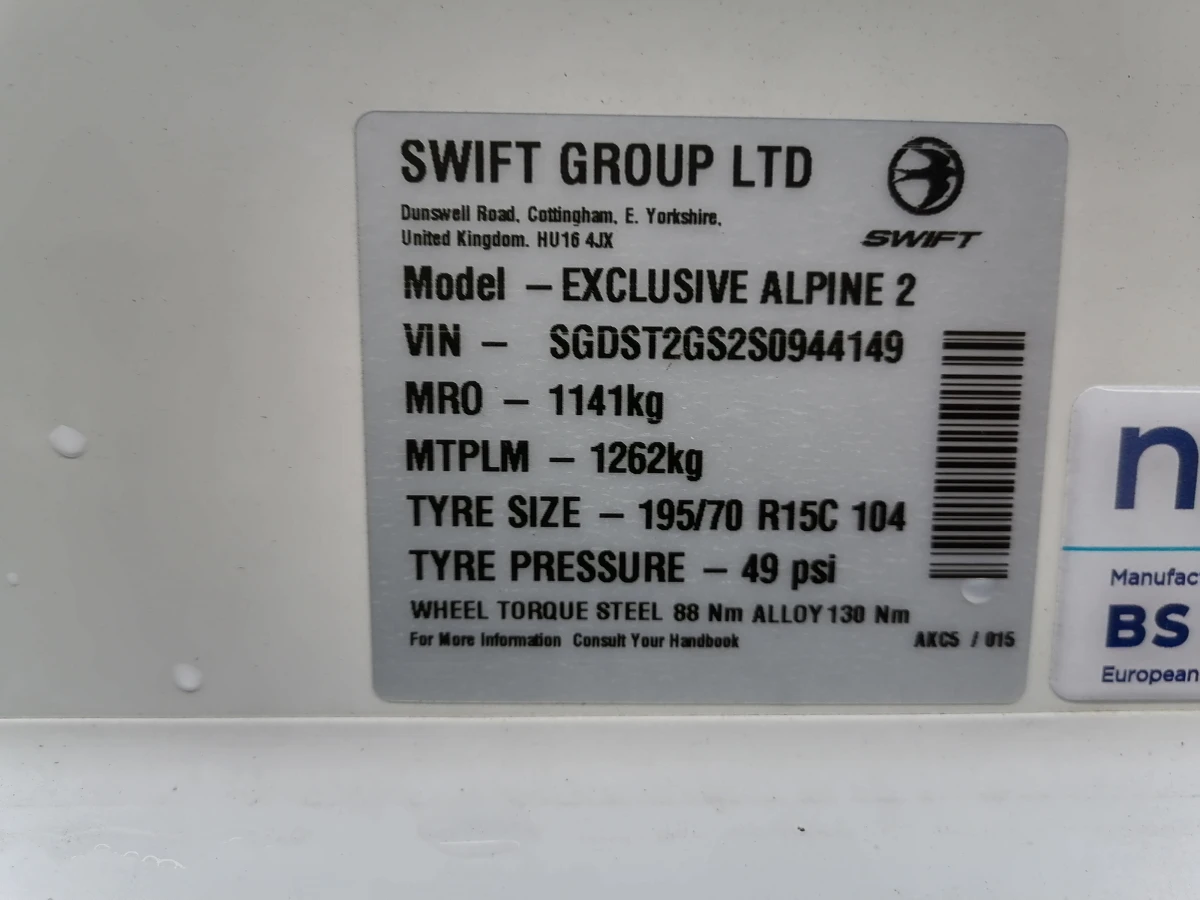 SWIFT GROUP LTD
Dunswell Road, Cottingham, E. Yorkshire,
United Kingdom. HU16 4JX
SWIFT
Model – EXCLUSIVE ALPINE 2
VIN – SGDST2GS2S0944149
MRO – 1141kg
MTPLM – 1262kg
TYRE SIZE – 195/70 R15C 104
TYRE PRESSURE – 49 psi
WHEEL TORQUE STEEL 88 Nm ALLOY 130 Nm
For More Information Consult Your Handbook
AKC5 / 015
n
Manufac
BS
European